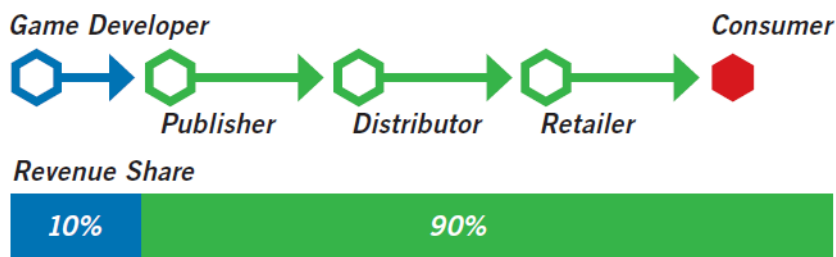 Game Developer Consumer
Publisher Distributor Retailer
Revenue Share
10% 90%